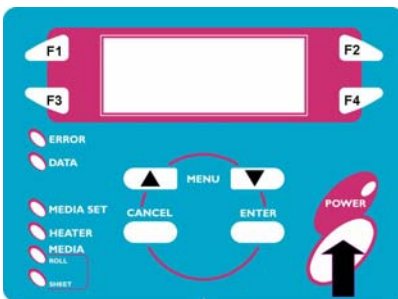 F1 F2
F3 F4
ERROR
DATA
MENU
MEDIA SET
CANCEL ENTER
POWER
HEATER
MEDIA
ROLL
SHEET